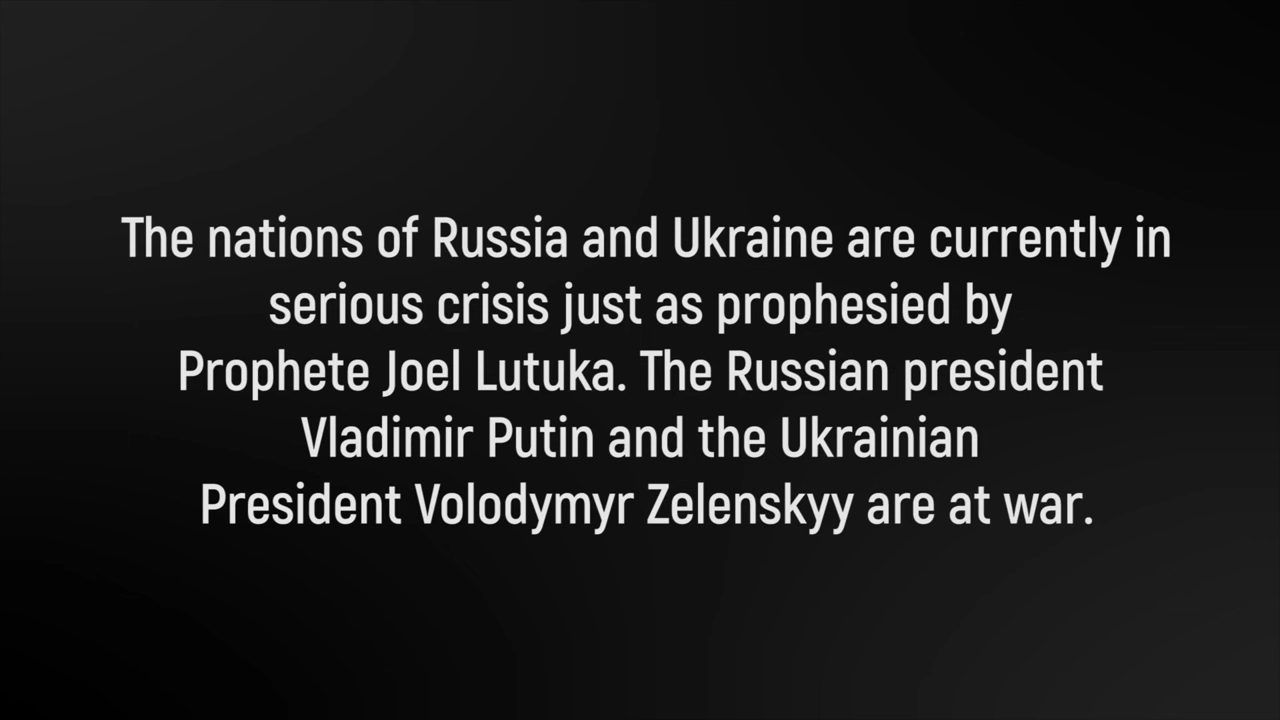 The nations of Russia and Ukraine are currently in
serious crisis just as prophesied by
Prophete Joel Lutuka. The Russian president
Vladimir Putin and the Ukrainian
President Volodymyr Zelenskyy are at war.